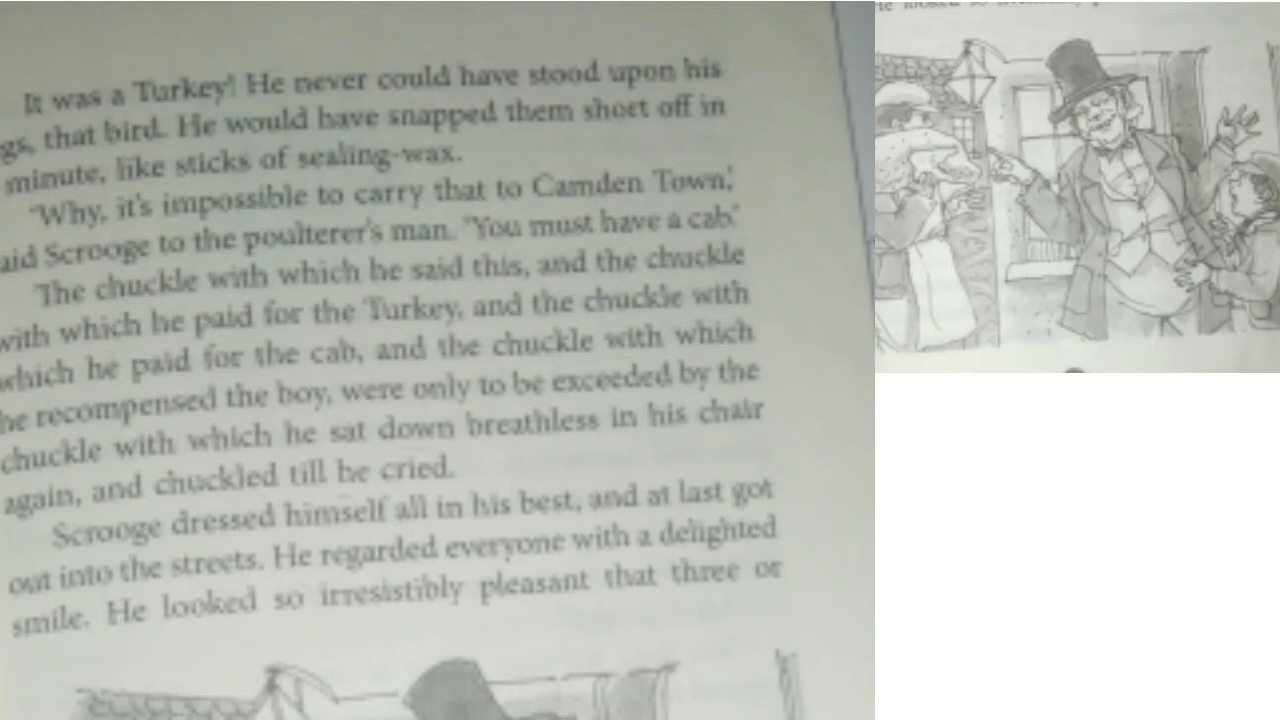 It was a Turkey! He never could have stood upon his
gs, that bird. He would have snapped them short off in
minute, like sticks of sealing-wax.
'Why, it's impossible to carry that to Camden Town,'
aid Scrooge to the poulterer's man. 'You must have a cab.'
The chuckle with which he said this, and the chuckle
with which he paid for the Turkey, and the chuckle with
which he paid for the cab, and the chuckle with which
he recompensed the boy, were only to be exceeded by the
chuckle with which he sat down breathless in his chair
again, and chuckled till he cried.
Scrooge dressed himself all in his best, and at last got
out into the streets. He regarded everyone with a delighted
smile. He looked so irresistibly pleasant that three or
He looked so